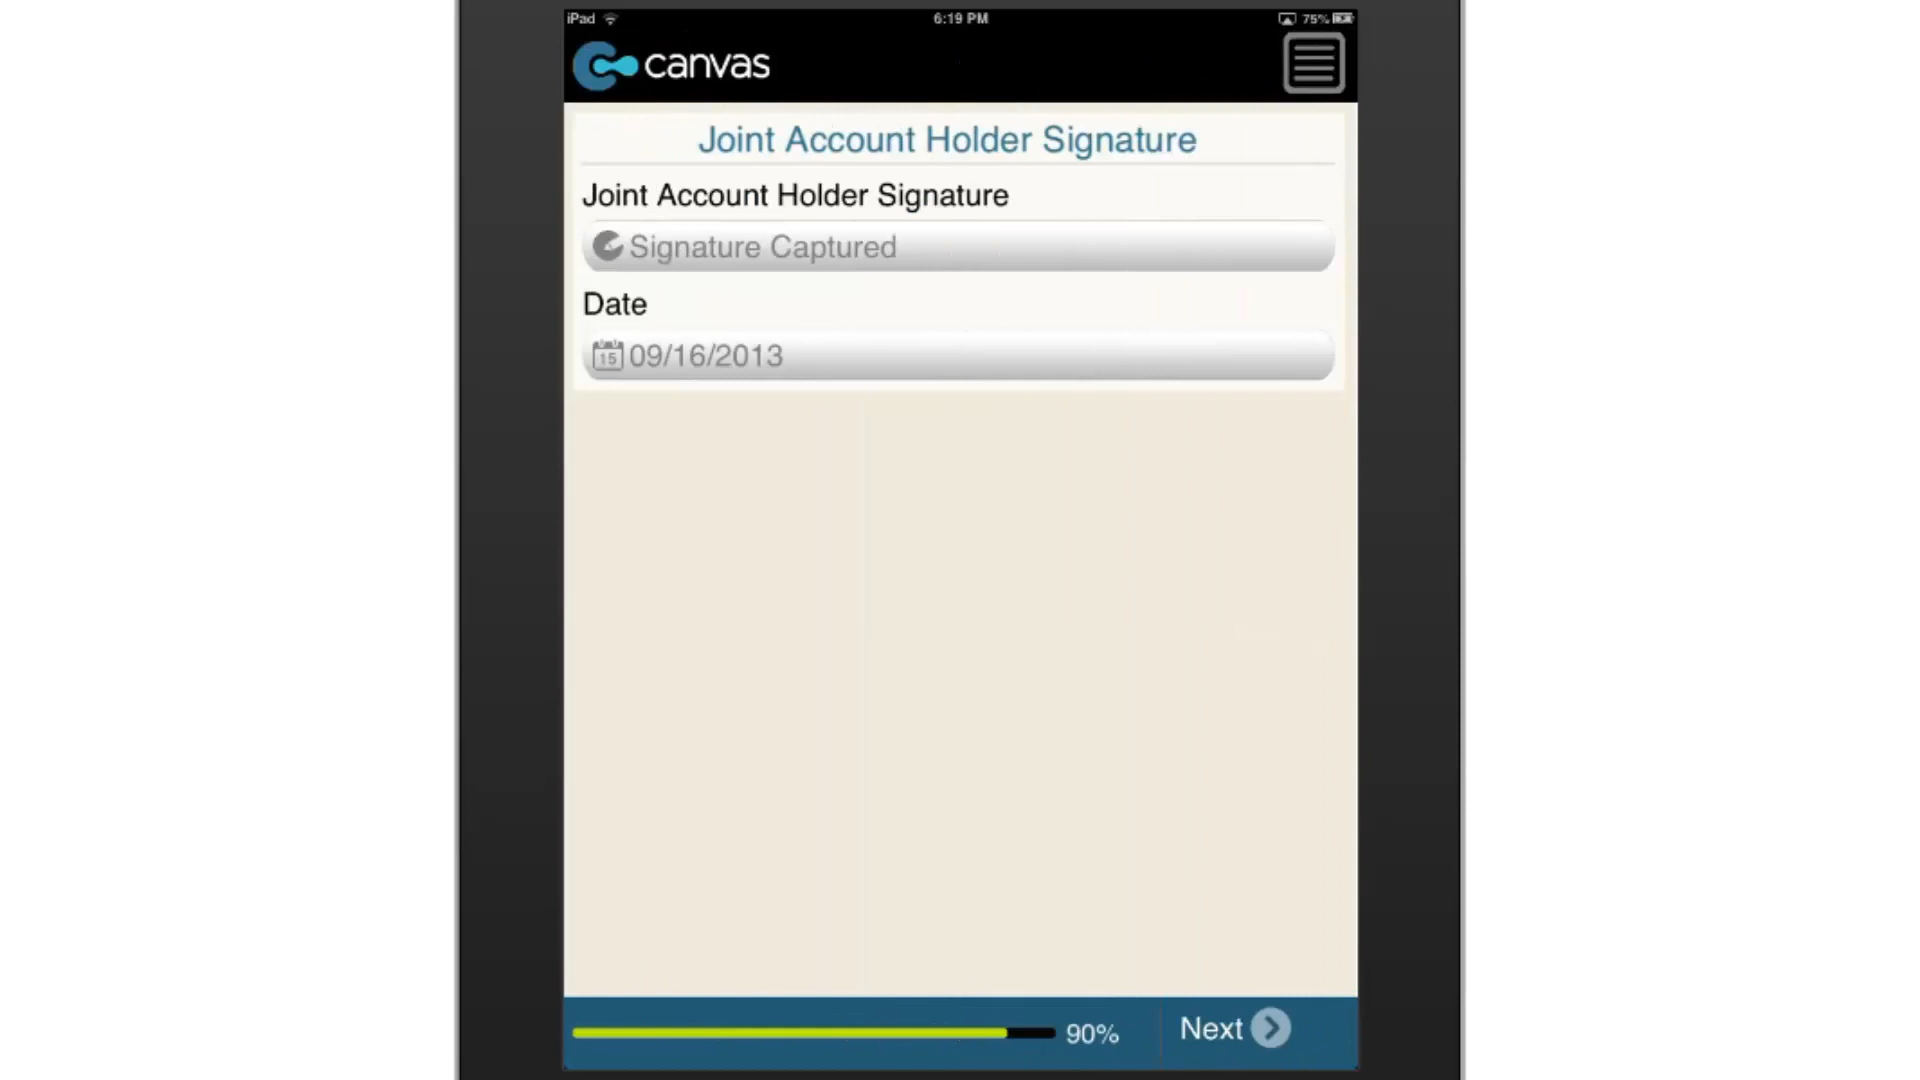 iPad 6:19 PM 75%
canvas
Joint Account Holder Signature
Joint Account Holder Signature
Signature Captured
Date
15 09/16/2013
90% Next